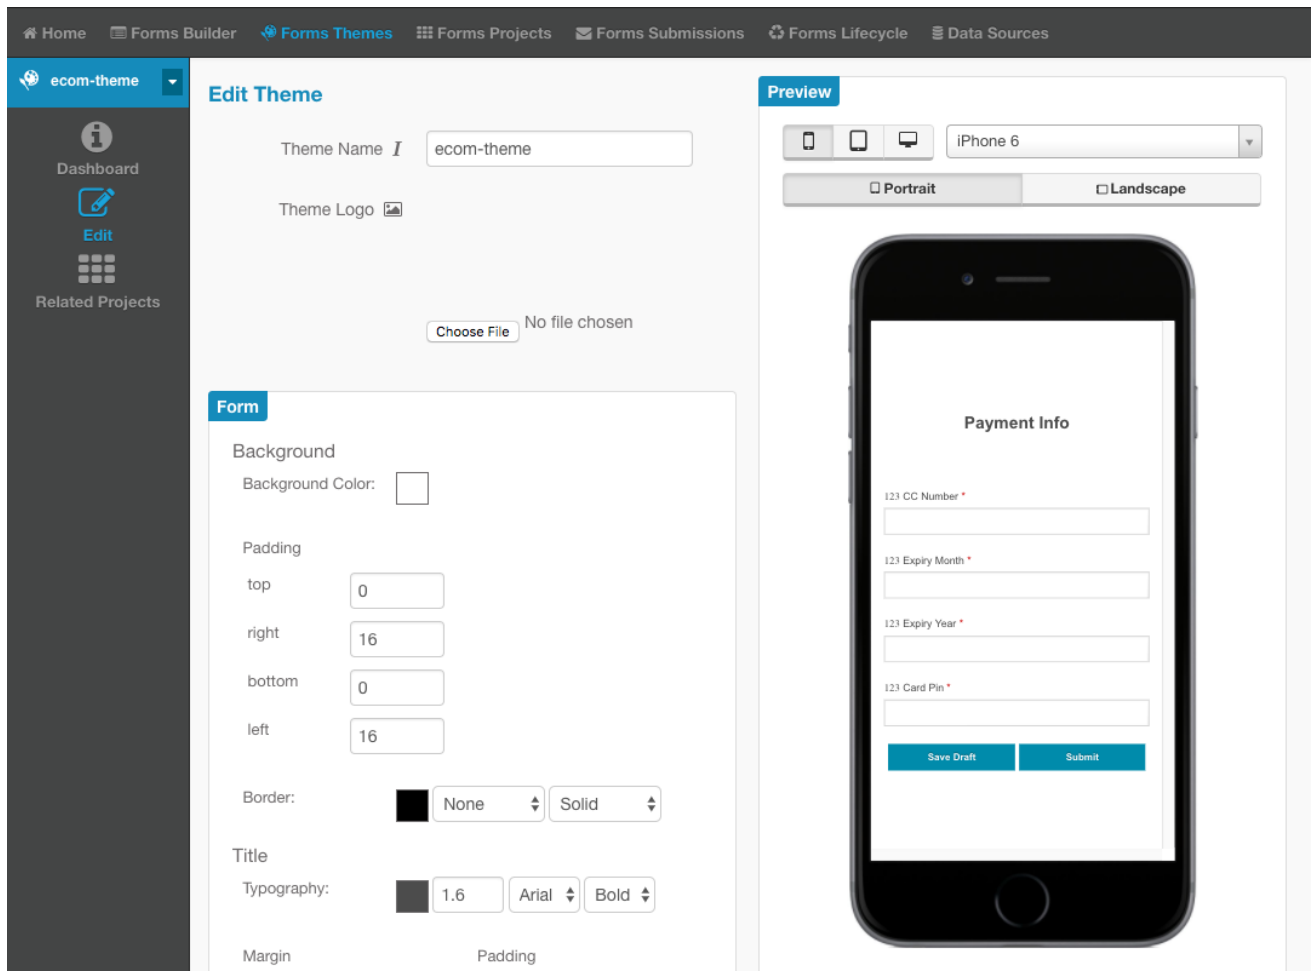 Home Forms Builder Forms Themes Forms Projects Forms Submissions Forms Lifecycle Data Sources
ecom-theme
Dashboard
Edit
Related Projects
Edit Theme
Theme Name I ecom-theme
Theme Logo
Choose File No file chosen
Form
Background
Background Color:
Padding
top 0
right 16
bottom 0
left 16
Border: None Solid
Title
Typography: 1.6 Arial Bold
Margin Padding
Preview
iPhone 6
Portrait Landscape
Payment Info
123 CC Number *
123 Expiry Month *
123 Expiry Year *
123 Card Pin *
Save Draft Submit